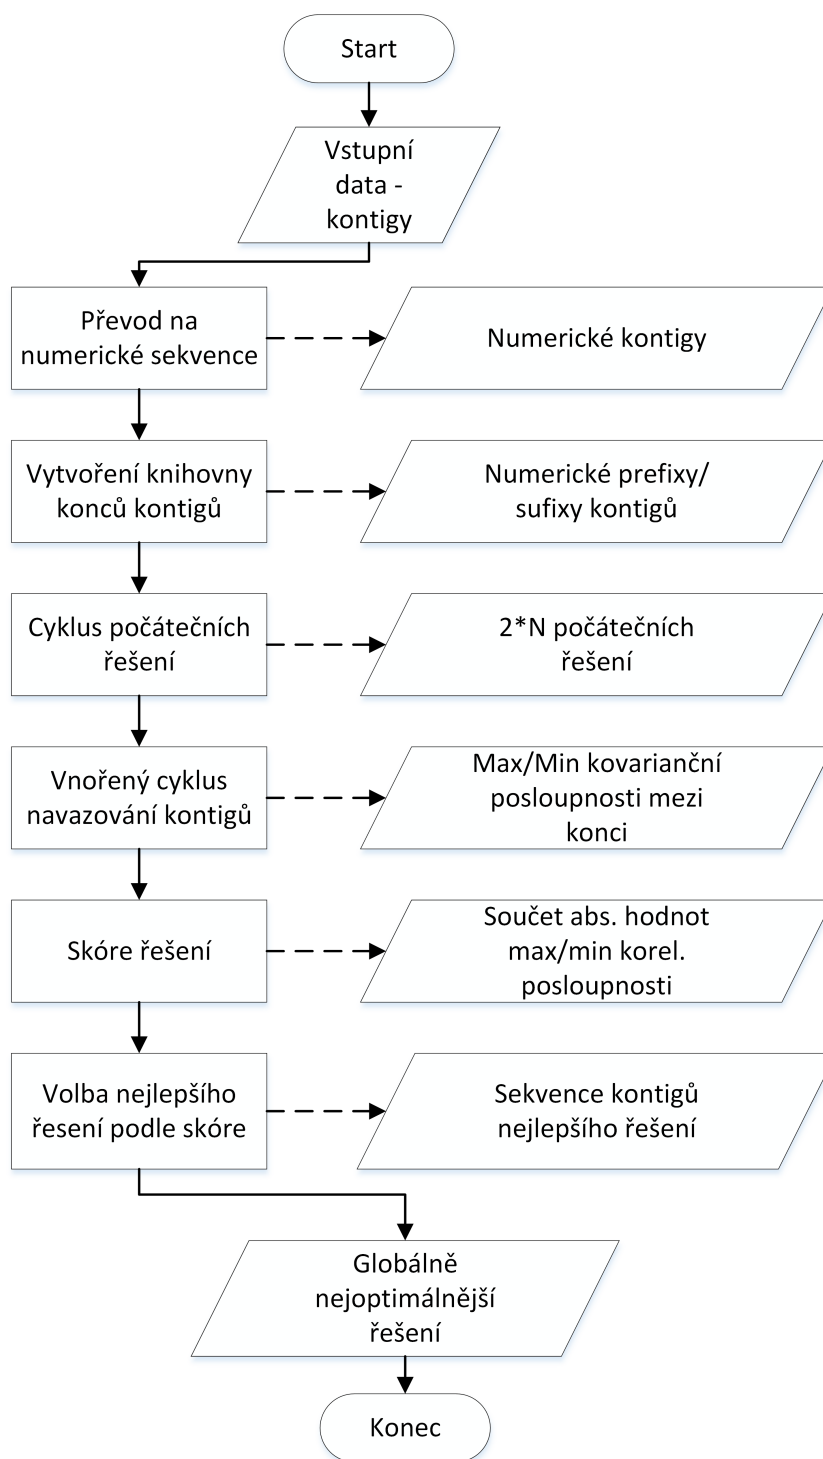 Start
Vstupní
data -
kontigy
Převod na
numerické sekvence
Numerické kontigy
Vytvoření knihovny
konců kontigů
Numerické prefixy/
sufixy kontigů
Cyklus počátečních
řešení
2*N počátečních
řešení
Vnořený cyklus
navazování kontigů
Max/Min kovarianční
posloupnosti mezi
konci
Skóre řešení
Součet abs. hodnot
max/min korel.
posloupnosti
Volba nejlepšího
řesení podle skóre
Sekvence kontigů
nejlepšího řešení
Globálně
nejoptimálnější
řešení
Konec